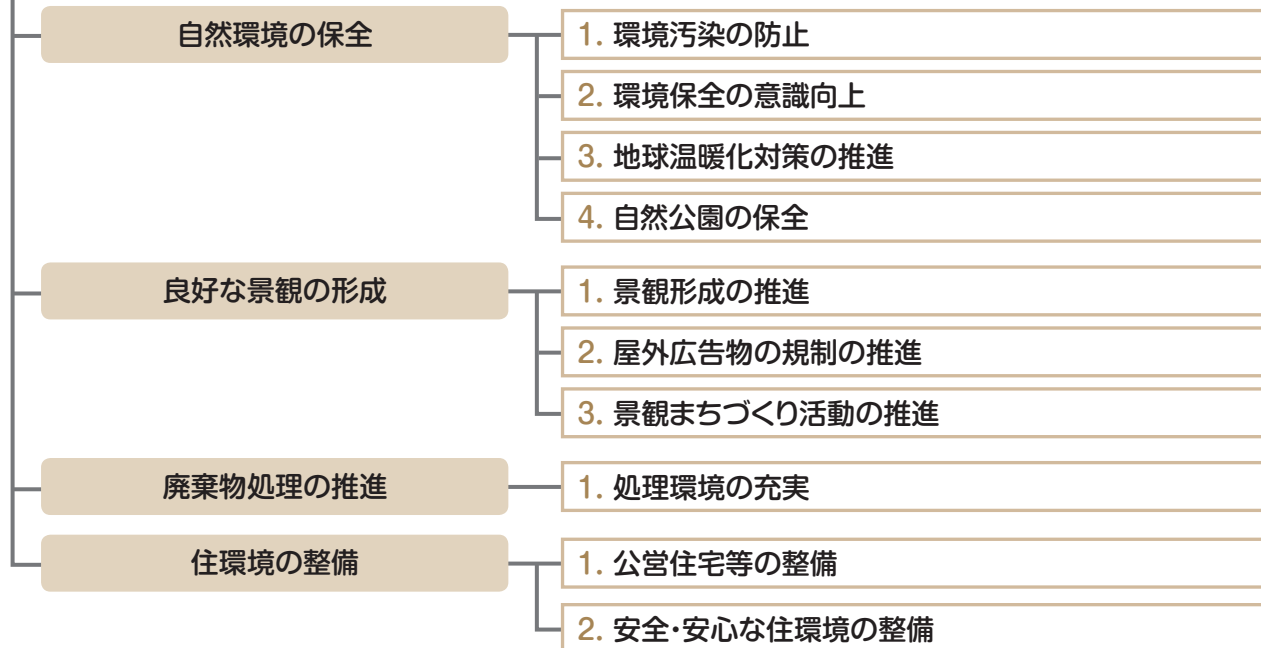 自然環境の保全
1. 環境汚染の防止
2. 環境保全の意識向上
3. 地球温暖化対策の推進
4. 自然公園の保全
良好な景観の形成
1. 景観形成の推進
2. 屋外広告物の規制の推進
3. 景観まちづくり活動の推進
廃棄物処理の推進
1. 処理環境の充実
住環境の整備
1. 公営住宅等の整備
2. 安全・安心な住環境の整備